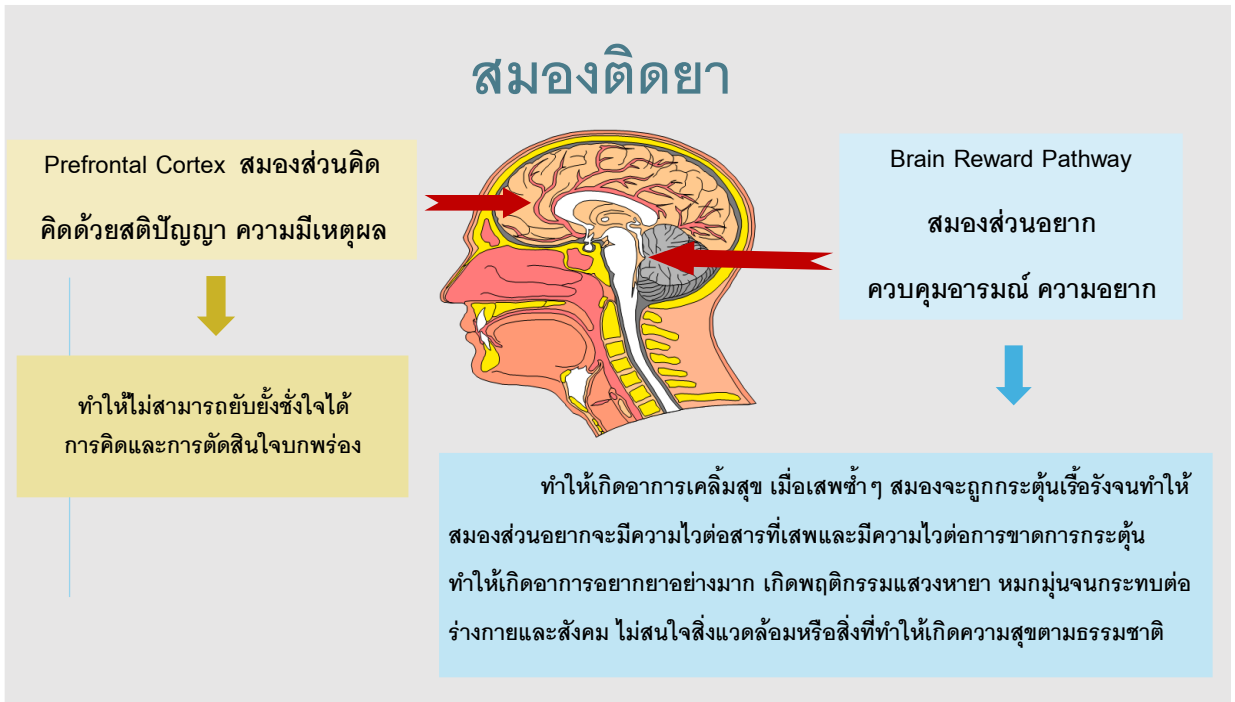 สมองติดยา
Prefrontal Cortex สมองส่วนคิด
คิดด้วยสติปัญญา ความมีเหตุผล
ทำให้ไม่สามารถยับยั้งชั่งใจได้
การคิดและการตัดสินใจบกพร่อง
Brain Reward Pathway
สมองส่วนอยาก
ควบคุมอารมณ์ ความอยาก
ทำให้เกิดอาการเคลิ้มสุข เมื่อเสพซ้ำๆ สมองจะถูกกระตุ้นเรื้อรังจนทำให้
สมองส่วนอยากจะมีความไวต่อสารที่เสพและมีความไวต่อการขาดการกระตุ้น
ทำให้เกิดอาการอยากยาอย่างมาก เกิดพฤติกรรมแสวงหายา หมกมุ่นจนกระทบต่อ
ร่างกายและสังคม ไม่สนใจสิ่งแวดล้อมหรือสิ่งที่ทำให้เกิดความสุขตามธรรมชาติ